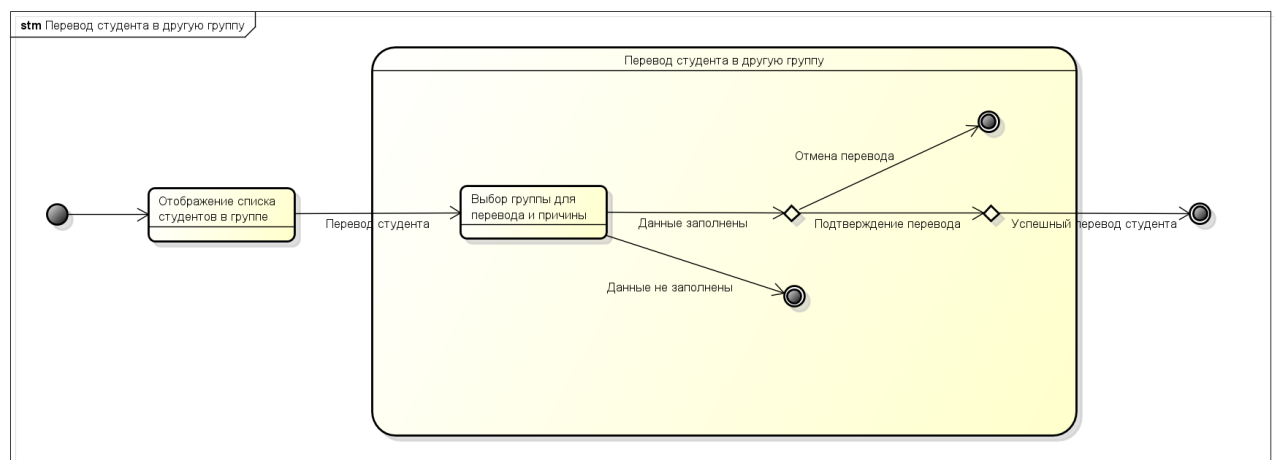 stm Перевод студента в другую группу
Перевод студента в другую группу
Отмена перевода
Отображение списка
студентов в группе
Перевод студента
Выбор группы для
перевода и причины
Данные заполнены
Подтверждение перевода
Успешный перевод студента
Данные не заполнены